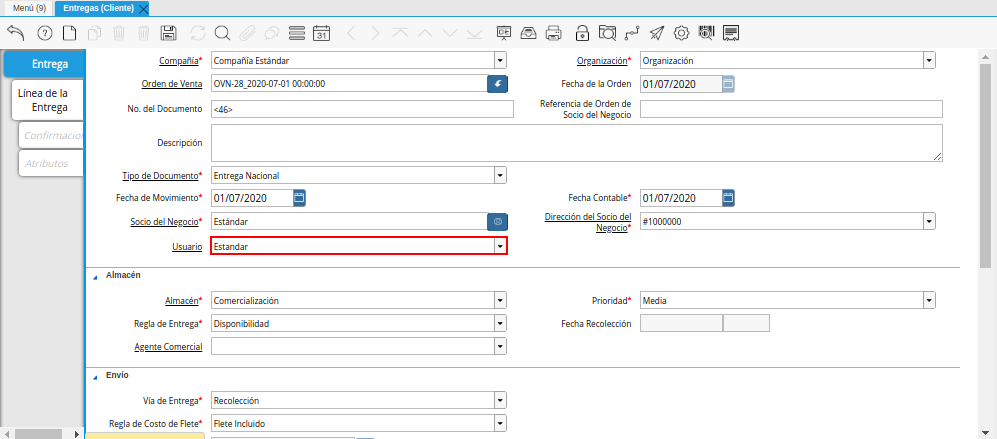 Menú (9) Entregas (Cliente)
31
Entrega
Línea de la
Entrega
Confirmacio
Atributos
Compañía* Compañía Estándar Organización* Organización
Orden de Venta OVN-28_2020-07-01 00:00:00 Fecha de la Orden 01/07/2020
No. del Documento <46> Referencia de Orden de
Socio del Negocio
Descripción
Tipo de Documento* Entrega Nacional
Fecha de Movimiento* 01/07/2020 Fecha Contable* 01/07/2020
Socio del Negocio* Estándar Dirección del Socio del
Negocio* #1000000
Usuario Estandar
Almacén
Almacén* Comercialización Prioridad* Media
Regla de Entrega* Disponibilidad Fecha Recolección
Agente Comercial
Envío
Vía de Entrega* Recolección
Regla de Costo de Flete* Flete Incluido